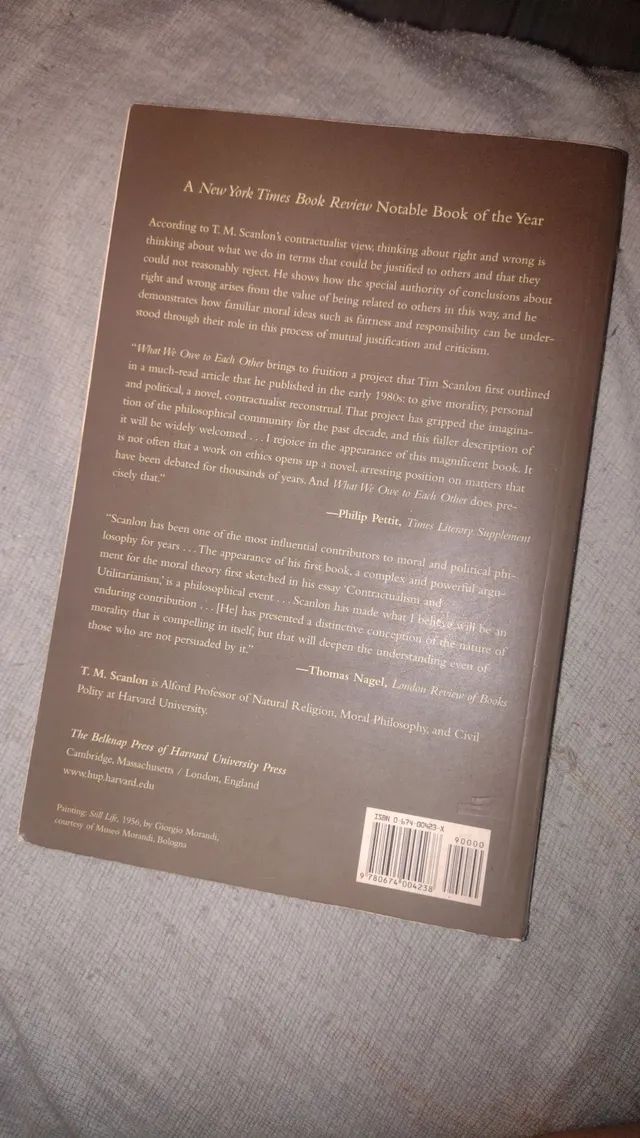 A New York Times Book Review Notable Book of the Year
According to T. M. Scanlon's contractualist view, thinking about right and wrong is
thinking about what we do in terms that could be justified to others and that they
could not reasonably reject. He shows how the special authority of conclusions about
right and wrong arises from the value of being related to others in this way, and he
demonstrates how familiar moral ideas such as fairness and responsibility can be under-
stood through their role in this process of mutual justification and criticism.
"What We Owe to Each Other brings to fruition a project that Tim Scanlon first outlined
in a much-read article that he published in the early 1980s: to give morality, personal
and political, a novel, contractualist reconstrual. That project has gripped the imagina-
tion of the philosophical community for the past decade, and this fuller description of
it will be widely welcomed . . . I rejoice in the appearance of this magnificent book. It
is not often that a work on ethics opens up a novel, arresting position on matters that
have been debated for thousands of years. And What We Owe to Each Other does pre-
cisely that."
—Philip Pettit, Times Literary Supplement
"Scanlon has been one of the most influential contributors to moral and political phi-
losophy for years . . . The appearance of his first book, a complex and powerful argu-
ment for the moral theory first sketched in his essay 'Contractualism and
Utilitarianism,' is a philosophical event . . . Scanlon has made what I believe will be an
enduring contribution . . . [He] has presented a distinctive conception of the nature of
morality that is compelling in itself, but that will deepen the understanding even of
those who are not persuaded by it."
—Thomas Nagel, London Review of Books
T. M. Scanlon is Alford Professor of Natural Religion, Moral Philosophy, and Civil
Polity at Harvard University.
The Belknap Press of Harvard University Press
Cambridge, Massachusetts / London, England
www.hup.harvard.edu
Painting: Still Life, 1956, by Giorgio Morandi,
courtesy of Museo Morandi, Bologna
ISBN 0-674-00423-X
90000
9 780674 004238